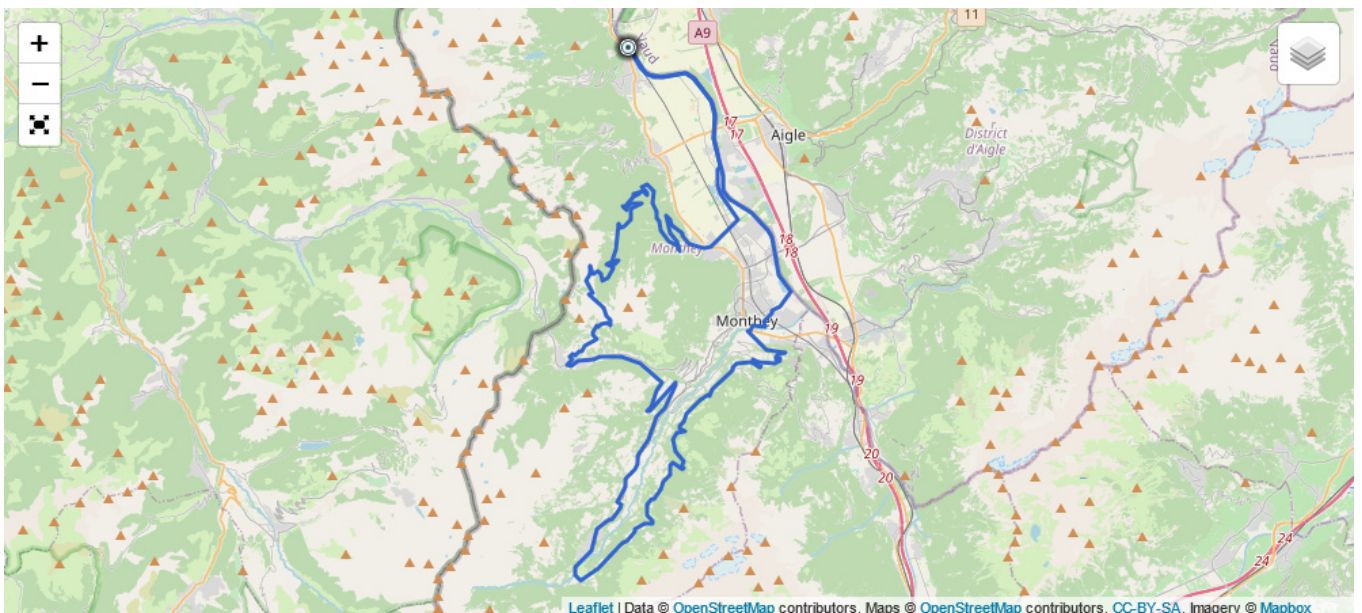 +
−
A9
11
Vaud
Vaud
17
17
Aigle
District
d'Aigle
Monthey
18
18
Monthey
19
19
20
20
24
24
Leaflet | Data © OpenStreetMap contributors, Maps © OpenStreetMap contributors, CC-BY-SA, Imagery © Mapbox